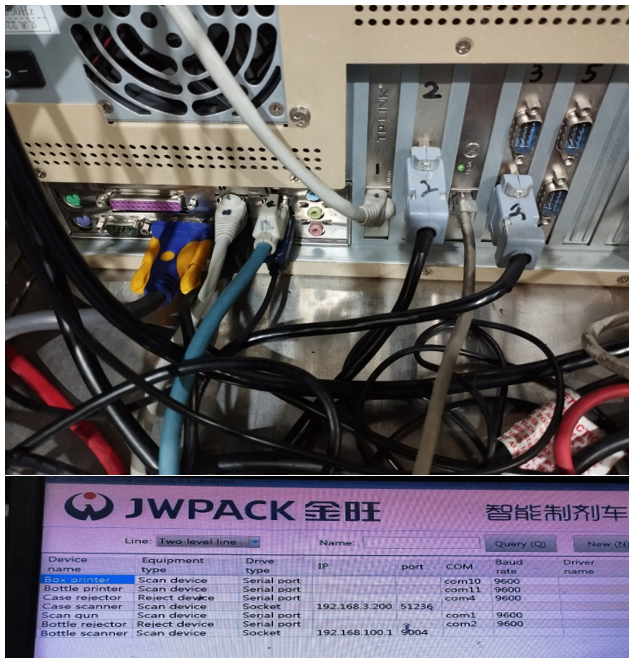 2
3
5
TP-LINK
1
2
3
JWPACK 金旺
智能制剂车
Line: Two level line
Name:
Query (Q)
New (N)
Device name Equipment type Drive type IP port COM Baud rate Driver name
Box printer Scan device Serial port com10 9600
Bottle printer Scan device Serial port com11 9600
Case rejector Reject device Serial port com4 9600
Case scanner Scan device Socket 192.168.3.200 51236
Scan gun Scan device Serial port com1 9600
Bottle rejector Reject device Serial port com2 9600
Bottle scanner Scan device Socket 192.168.100.1 9004